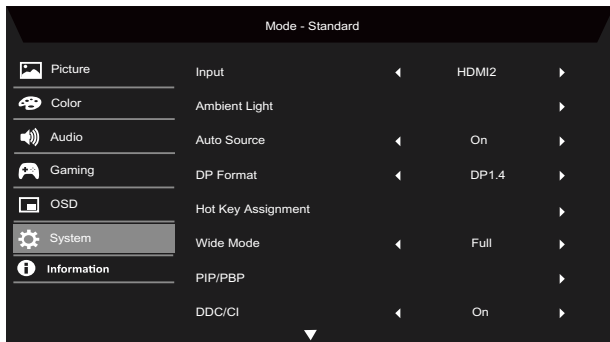 Mode - Standard
Picture
Color
Audio
Gaming
OSD
System
Information
Input HDMI2
Ambient Light
Auto Source On
DP Format DP1.4
Hot Key Assignment
Wide Mode Full
PIP/PBP
DDC/CI On